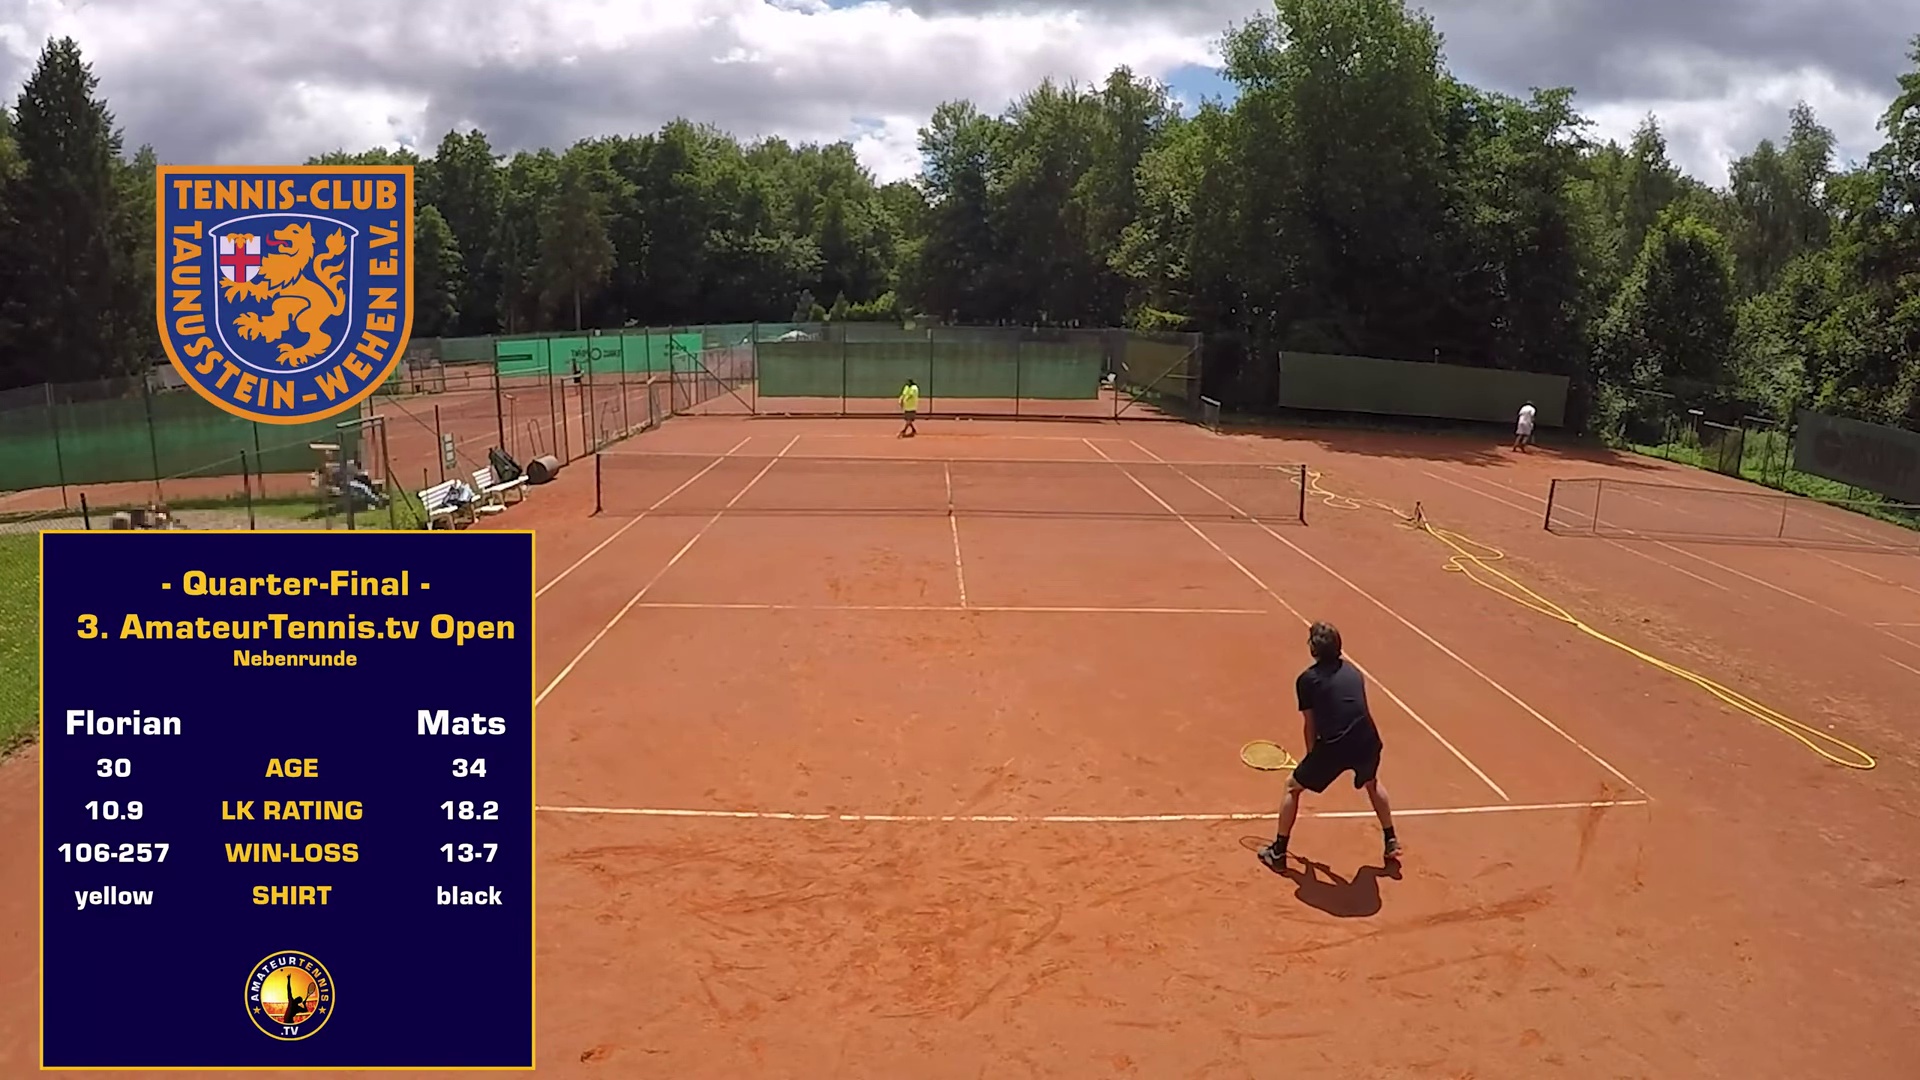 TENNIS-CLUB
TAUNUSSTEIN-WEHEN E.V.
- Quarter-Final -
3. AmateurTennis.tv Open
Nebenrunde
Florian Mats
30 AGE 34
10.9 LK RATING 18.2
106-257 WIN-LOSS 13-7
yellow SHIRT black
AMATEURTENNIS
.TV